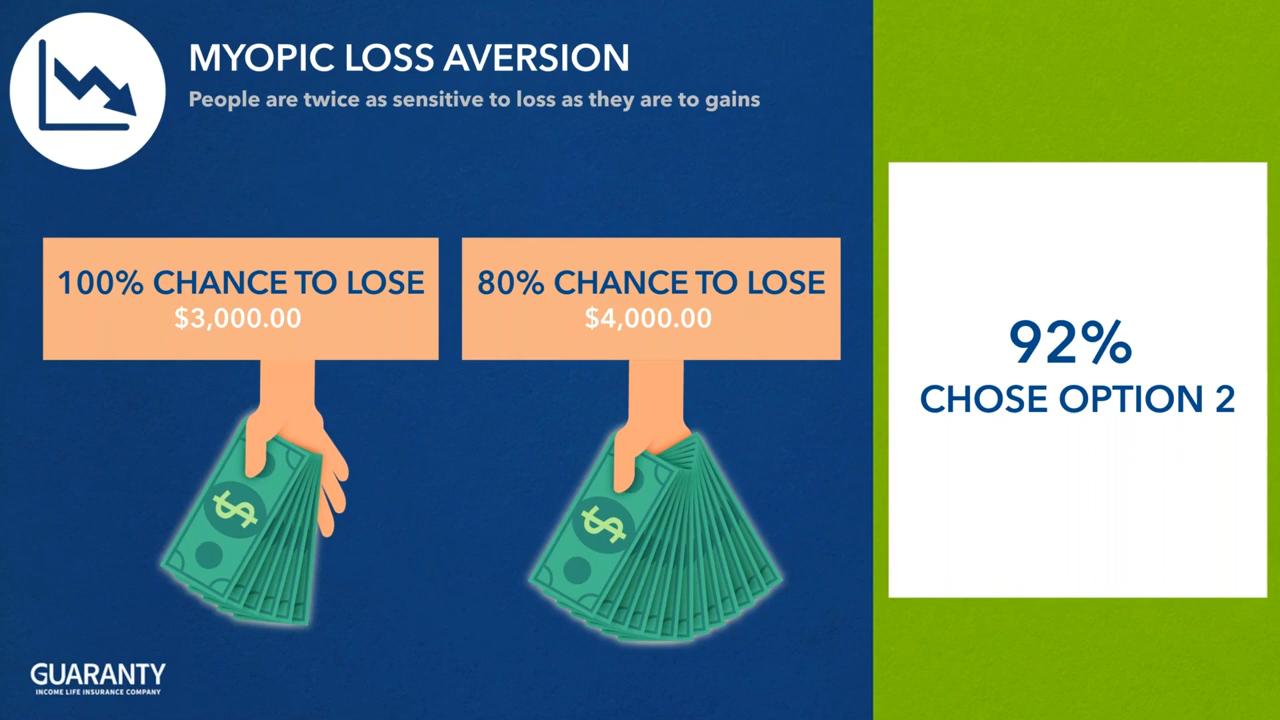 MYOPIC LOSS AVERSION
People are twice as sensitive to loss as they are to gains
100% CHANCE TO LOSE
$3,000.00
80% CHANCE TO LOSE
$4,000.00
$
$
92%
CHOSE OPTION 2
GUARANTY
INCOME LIFE INSURANCE COMPANY